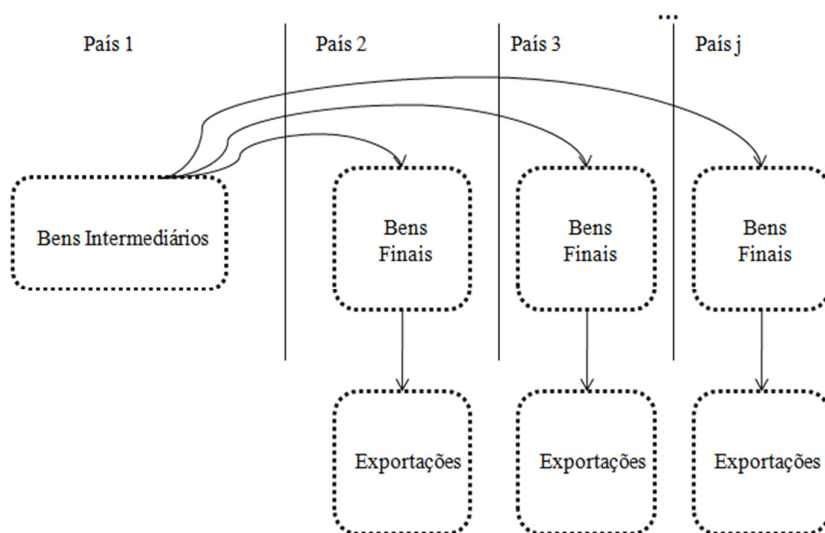 ...
País 1
País 2
País 3
País j
Bens Intermediários
Bens
Finais
Bens
Finais
Bens
Finais
Exportações
Exportações
Exportações